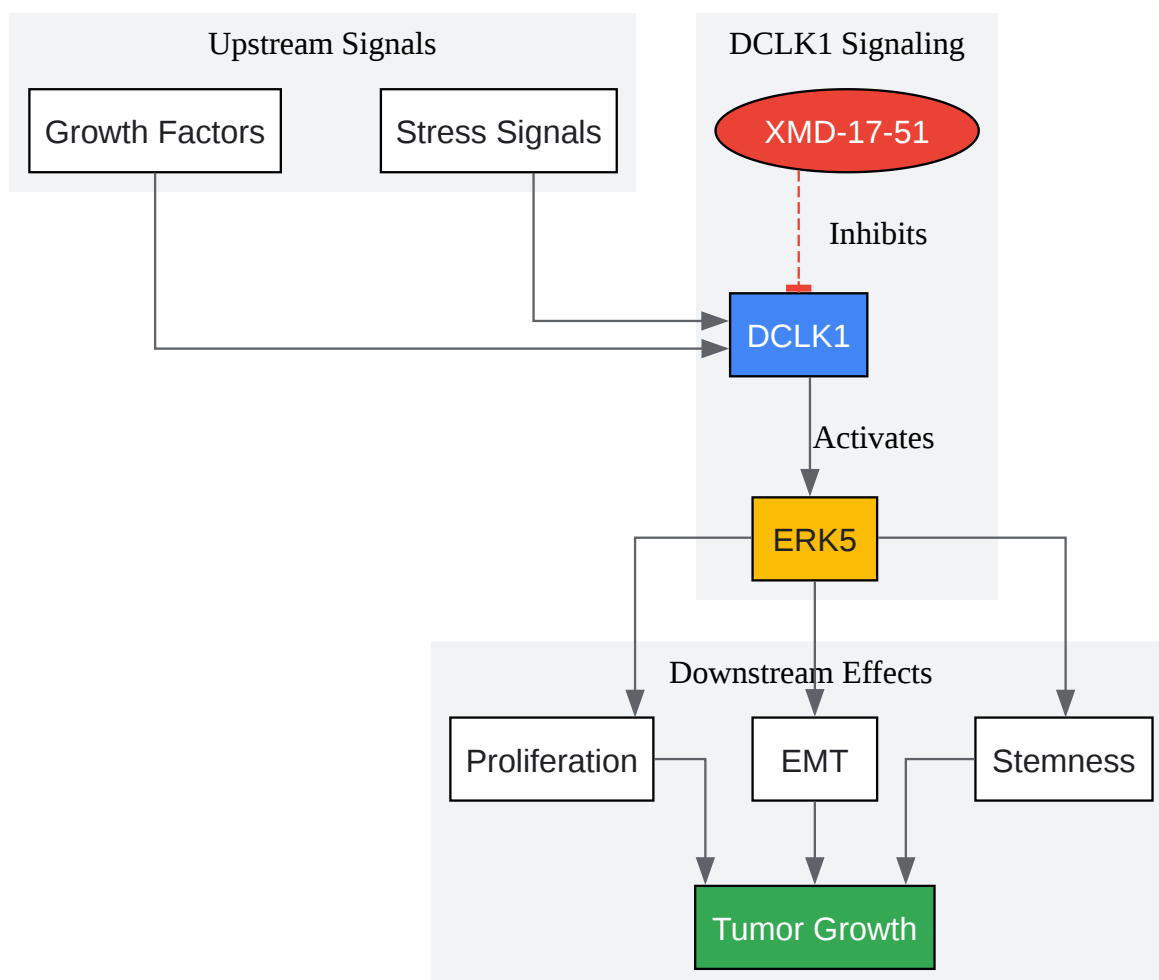 Upstream Signals
DCLK1 Signaling
Growth Factors
Stress Signals
XMD-17-51
Inhibits
DCLK1
Activates
ERK5
Downstream Effects
Proliferation
EMT
Stemness
Tumor Growth